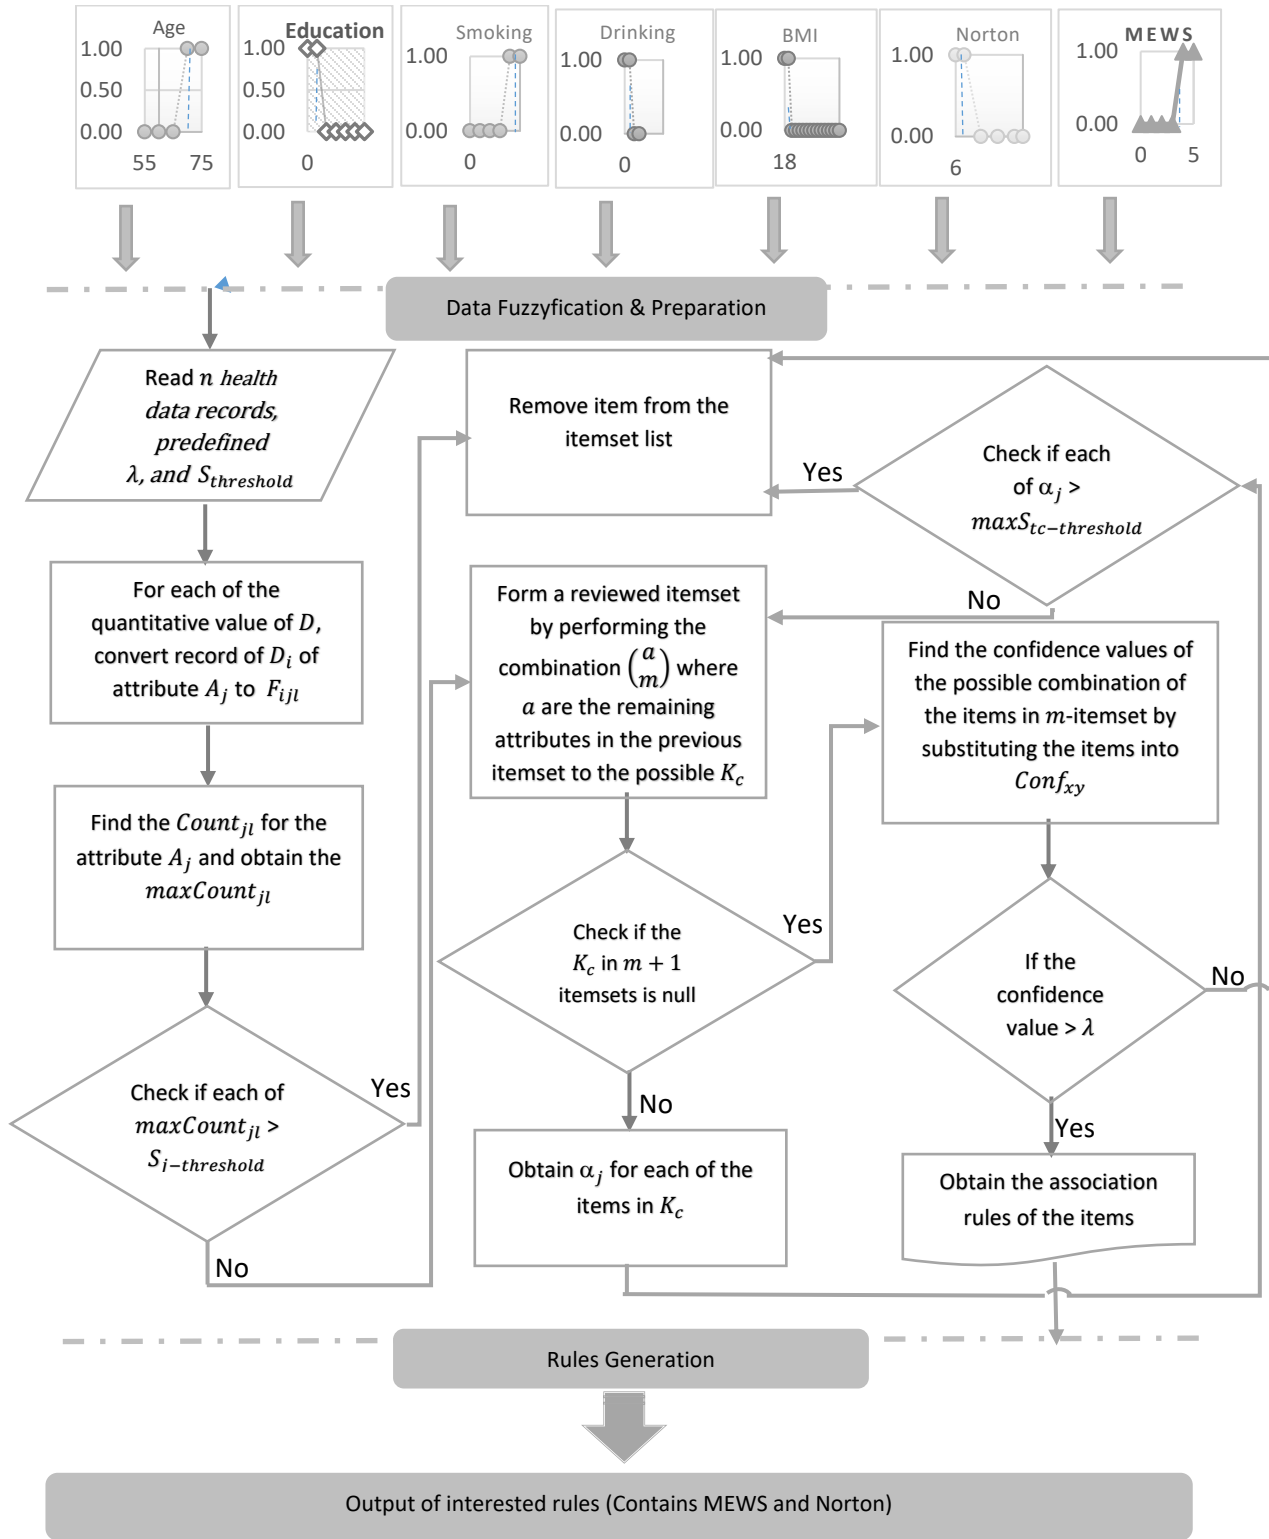 Age
1.00
0.50
0.00
55 75
Education
1.00
0.50
0.00
0
Smoking
1.00
0.00
0
Drinking
1.00
0.00
0
BMI
1.00
0.00
18
Norton
1.00
0.00
6
MEWS
1.00
0.00
0 5
Data Fuzzyfication & Preparation
Read n health
data records,
predefined
λ, and S_threshold
For each of the
quantitative value of D,
convert record of D_i of
attribute A_j to F_ijl
Find the Count_jl for the
attribute A_j and obtain the
maxCount_jl
Check if each of
maxCount_jl >
S_j−threshold
Yes
No
Remove item from the
itemset list
Form a reviewed itemset
by performing the
combination (a m) where
a are the remaining
attributes in the previous
itemset to the possible K_c
Check if the
K_c in m + 1
itemsets is null
Yes
No
Obtain α_j for each of the
items in K_c
Check if each
of α_j >
maxS_tc−threshold
Yes
No
Find the confidence values of
the possible combination of
the items in m-itemset by
substituting the items into
Conf_xy
If the
confidence
value > λ
No
Yes
Obtain the association
rules of the items
Rules Generation
Output of interested rules (Contains MEWS and Norton)